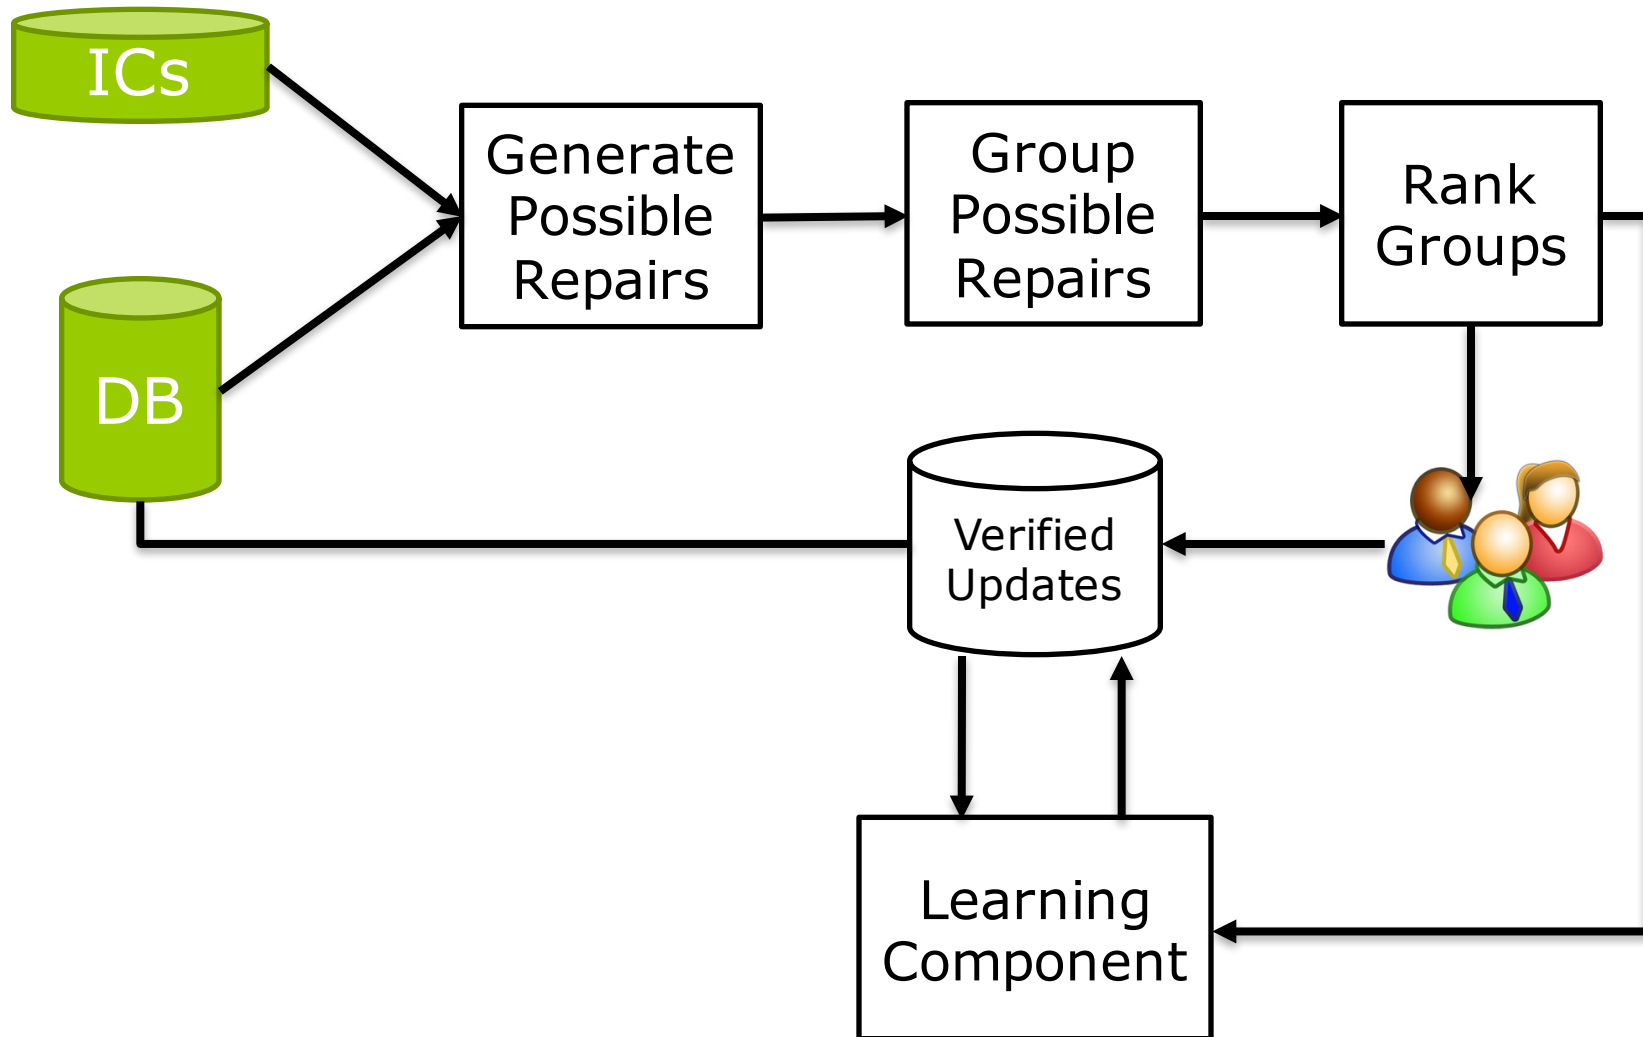 ICs
Generate
Possible
Repairs
Group
Possible
Repairs
Rank
Groups
DB
Verified
Updates
Learning
Component